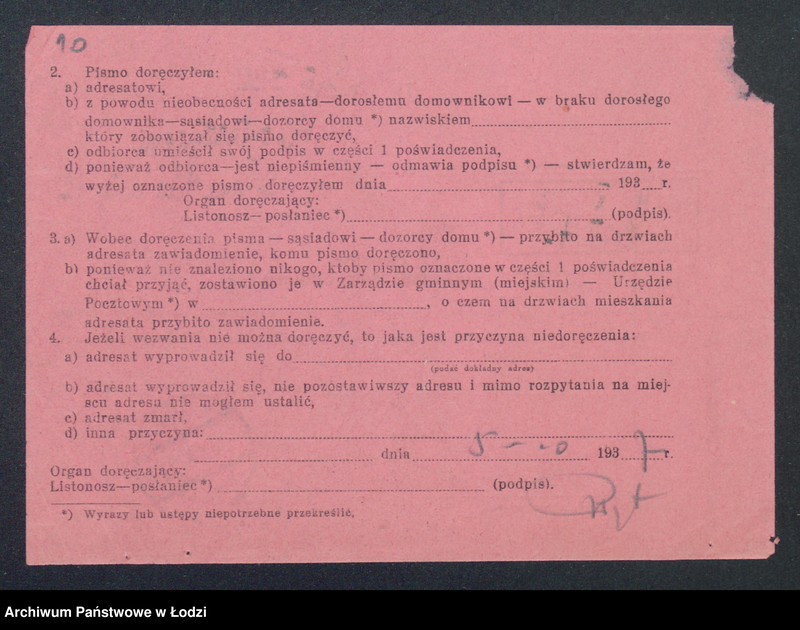 10
2. Pismo doręczyłem:
a) adresatowi,
b) z powodu nieobecności adresata—dorosłemu domownikowi — w braku dorosłego
domownika—sąsiadowi—dozorcy domu *) nazwiskiem
który zobowiązał się pismo doręczyć,
c) odbiorca umieścił swój podpis w części 1 poświadczenia,
d) ponieważ odbiorca—jest niepiśmienny — odmawia podpisu *) — stwierdzam, że
wyżej oznaczone pismo doręczyłem dnia 193 r.
Organ doręczający:
Listonosz—posłaniec *) (podpis).
3. a) Wobec doręczenia pisma — sąsiadowi — dozorcy domu *) — przybito na drzwiach
adresata zawiadomienie, komu pismo doręczono,
b) ponieważ nie znaleziono nikogo, ktoby pismo oznaczone w części 1 poświadczenia
chciał przyjąć, zostawiono je w Zarządzie gminnym (miejskim) — Urzędzie
Pocztowym *) w , o czem na drzwiach mieszkania
adresata przybito zawiadomienie.
4. Jeżeli wezwania nie można doręczyć, to jaka jest przyczyna niedoręczenia:
a) adresat wyprowadził się do
(podać dokładny adres)
b) adresat wyprowadził się, nie pozostawiwszy adresu i mimo rozpytania na miej-
scu adresu nie mogłem ustalić,
c) adresat zmarł,
d) inna przyczyna:
dnia 193 7 r.
Organ doręczający:
Listonosz—posłaniec *) (podpis).
*) Wyrazy lub ustępy niepotrzebne przekreślić.
Archiwum Państwowe w Łodzi